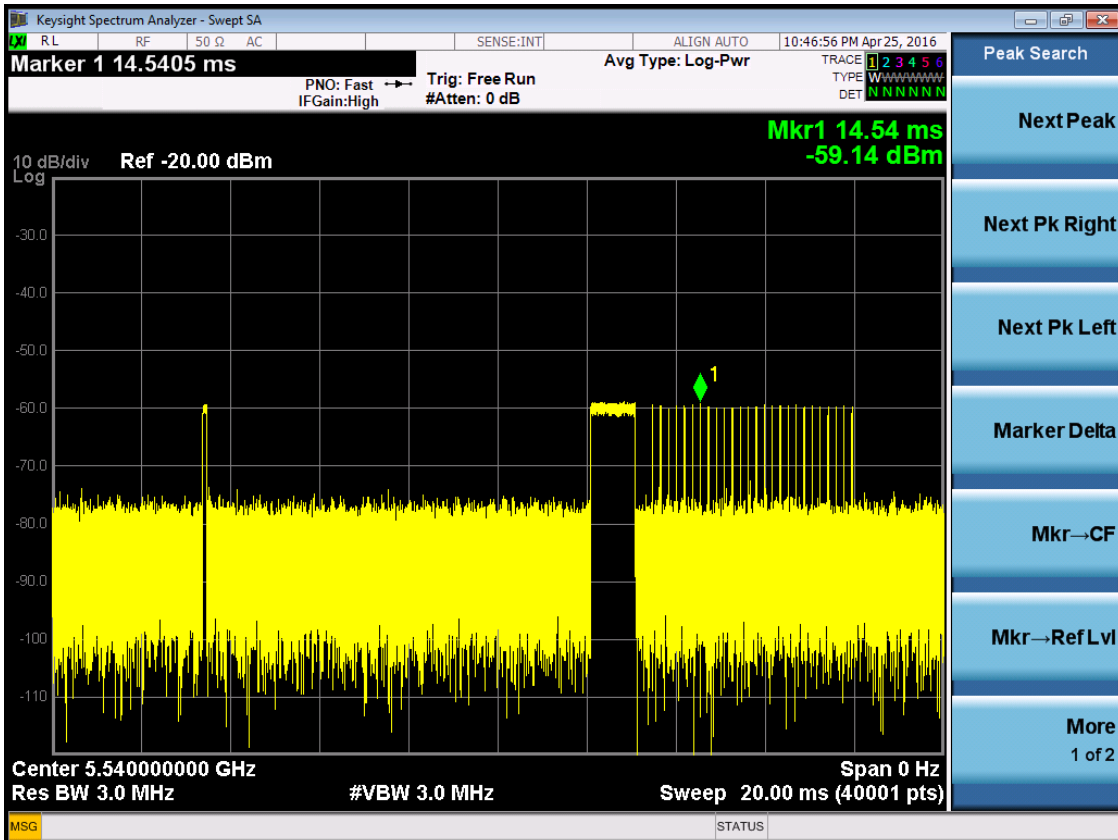 Keysight Spectrum Analyzer - Swept SA
LXI RL RF 50 Ω AC SENSE:INT ALIGN AUTO 10:46:56 PM Apr 25, 2016
Marker 1 14.5405 ms
PNO: Fast
IFGain:High
Trig: Free Run
#Atten: 0 dB
Avg Type: Log-Pwr
TRACE 1 2 3 4 5 6
TYPE WWWWWW
DET N N N N N N
Peak Search
Mkr1 14.54 ms
-59.14 dBm
10 dB/div Ref -20.00 dBm
Log
-30.0
-40.0
-50.0
-60.0
-70.0
-80.0
-90.0
-100
-110
1
Center 5.540000000 GHz
Span 0 Hz
Res BW 3.0 MHz
#VBW 3.0 MHz
Sweep 20.00 ms (40001 pts)
Next Peak
Next Pk Right
Next Pk Left
Marker Delta
Mkr→CF
Mkr→Ref Lvl
More
1 of 2
MSG
STATUS